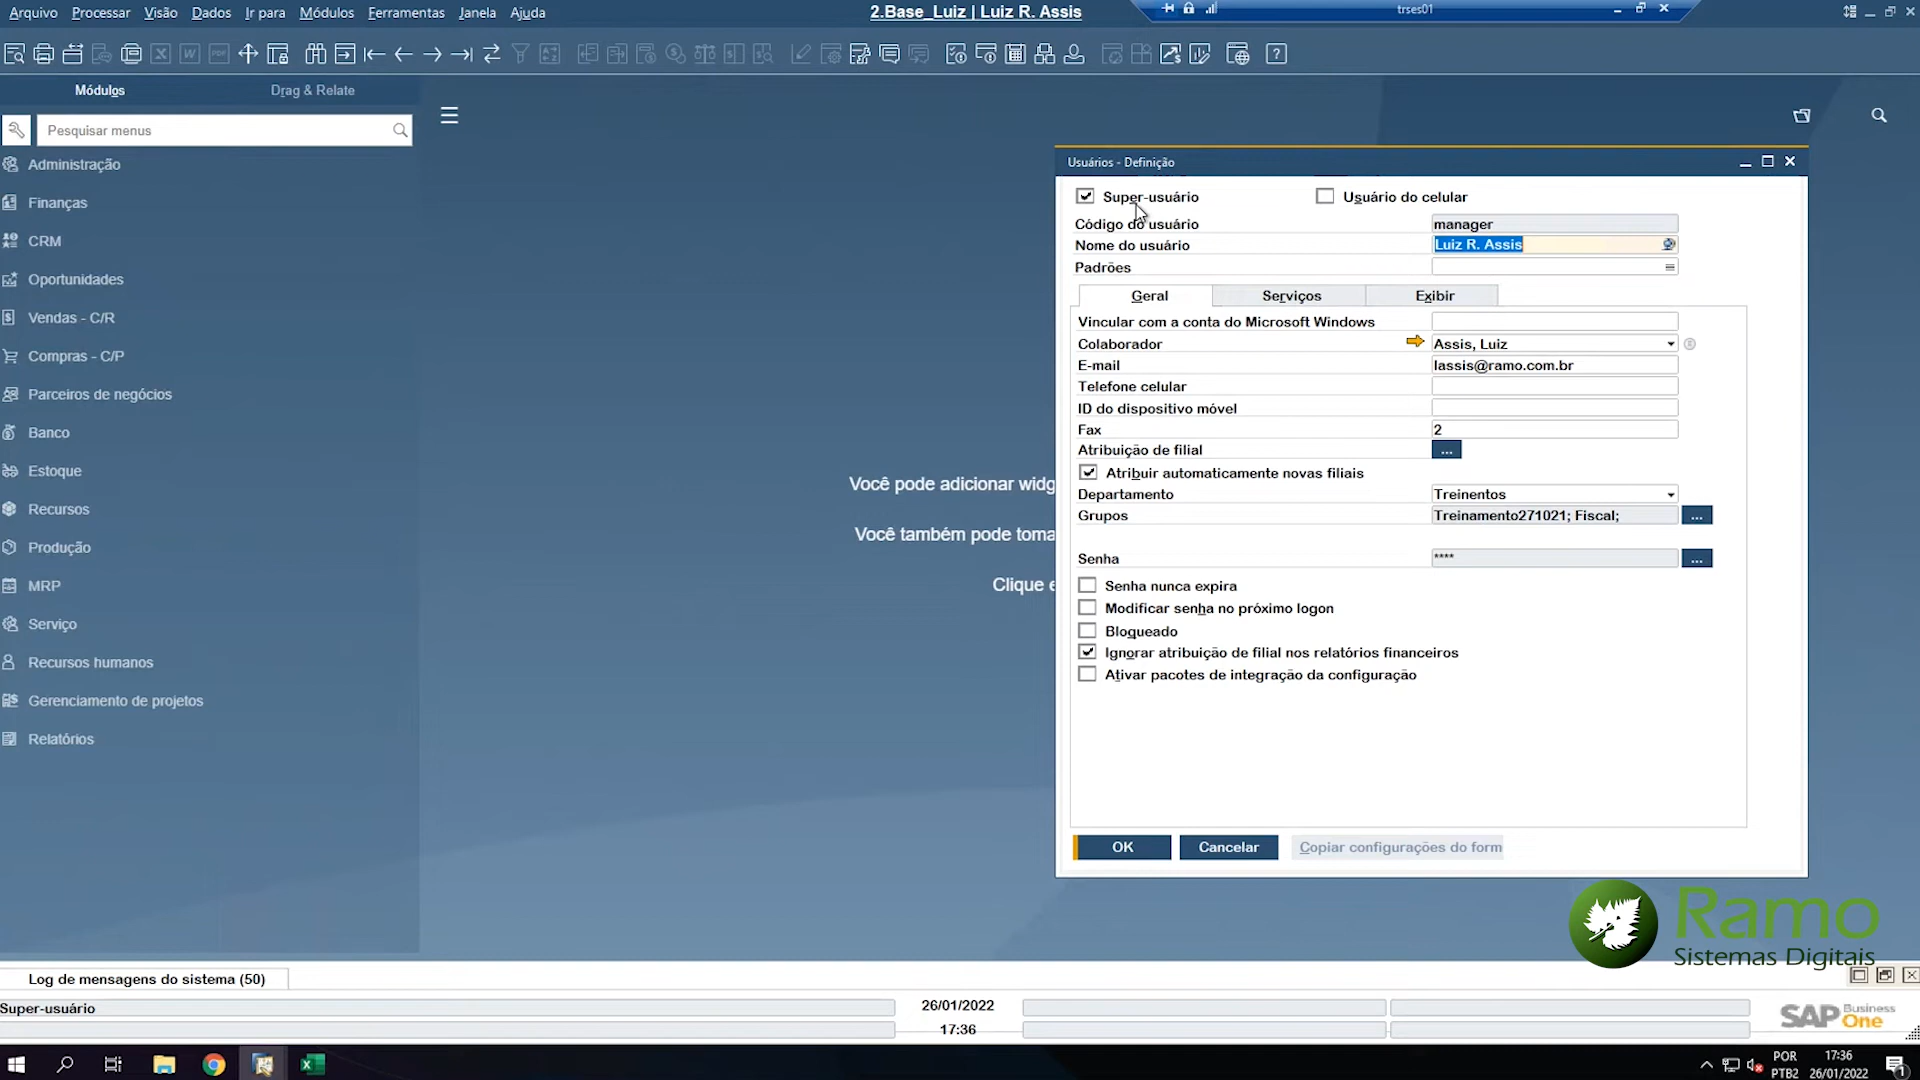 Arquivo Processar Visão Dados Ir para Módulos Ferramentas Janela Ajuda
2.Base_Luiz | Luiz R. Assis
trses01
Módulos Drag & Relate
Pesquisar menus
Administração
Finanças
CRM
Oportunidades
Vendas - C/R
Compras - C/P
Parceiros de negócios
Banco
Estoque
Recursos
Produção
MRP
Serviço
Recursos humanos
Gerenciamento de projetos
Relatórios
Você pode adicionar widg
Você também pode toma
Clique e
Usuários - Definição
Super-usuário Usuário do celular
Código do usuário manager
Nome do usuário Luiz R. Assis
Padrões
Geral Serviços Exibir
Vincular com a conta do Microsoft Windows
Colaborador Assis, Luiz
E-mail lassis@ramo.com.br
Telefone celular
ID do dispositivo móvel
Fax 2
Atribuição de filial ...
Atribuir automaticamente novas filiais
Departamento Treinentos
Grupos Treinamento271021; Fiscal; ...
Senha **** ...
Senha nunca expira
Modificar senha no próximo logon
Bloqueado
Ignorar atribuição de filial nos relatórios financeiros
Ativar pacotes de integração da configuração
OK Cancelar Copiar configurações do form
Ramo
Sistemas Digitais
Log de mensagens do sistema (50)
Super-usuário 26/01/2022
17:36
SAP Business One
POR 17:36
PTB2 26/01/2022
1